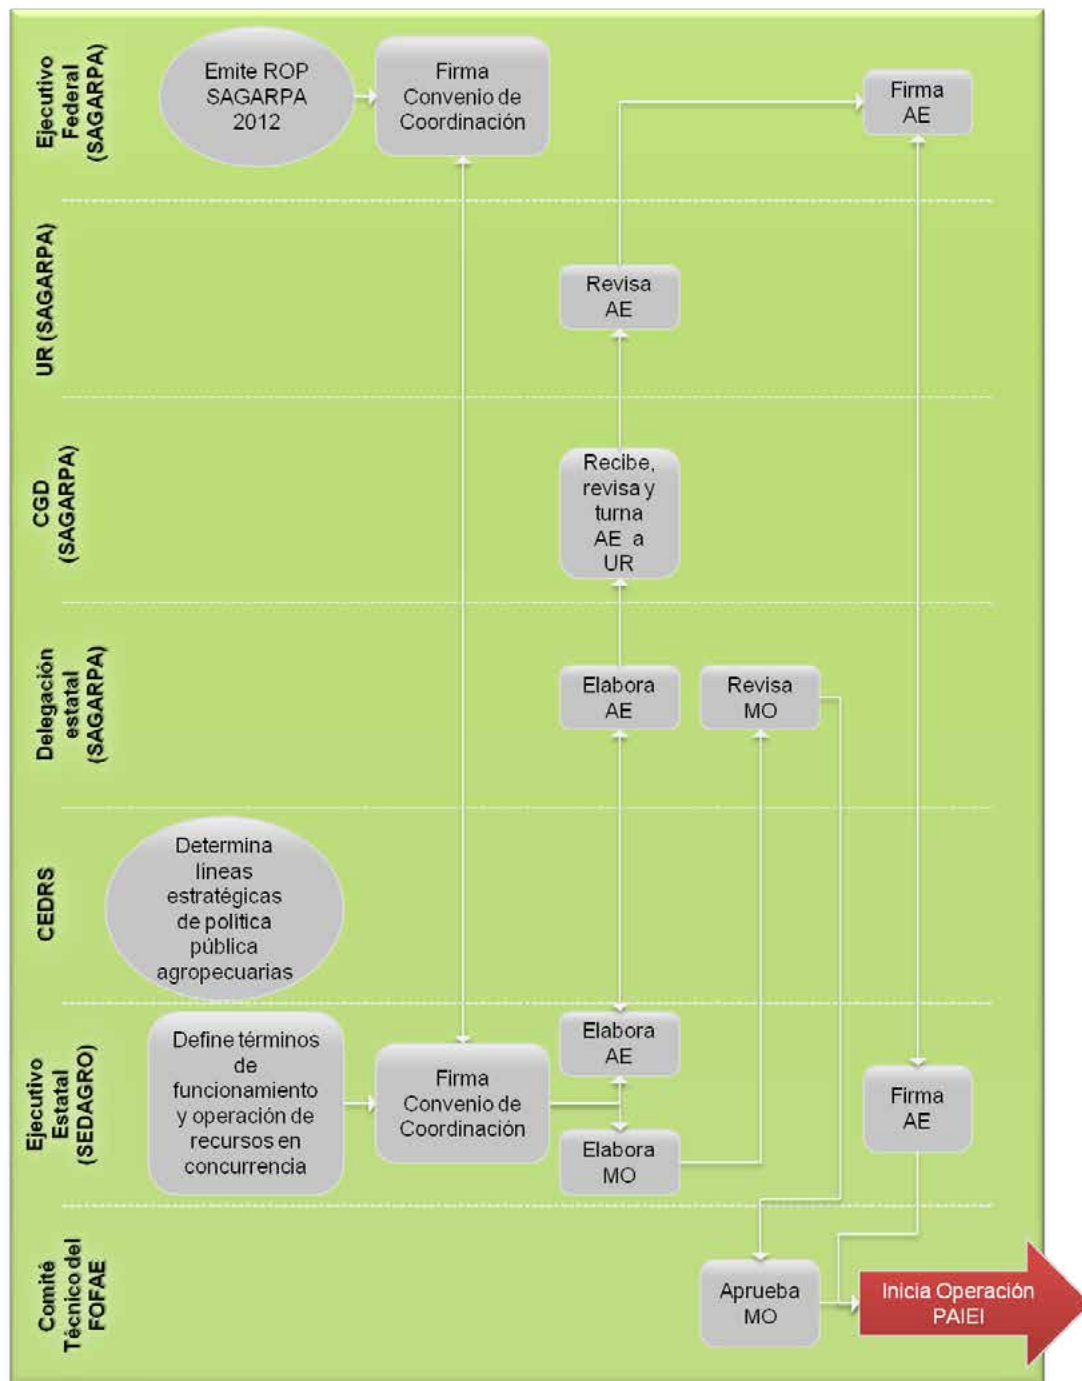 Ejecutivo
Federal
(SAGARPA)
Emite ROP
SAGARPA
2012
Firma
Convenio de
Coordinación
Firma
AE
UR (SAGARPA)
Revisa
AE
CGD
(SAGARPA)
Recibe,
revisa y
turna
AE a
UR
Delegación
estatal
(SAGARPA)
Elabora
AE
Revisa
MO
CEDRS
Determina
líneas
estratégicas
de política
pública
agropecuarias
Ejecutivo
Estatal
(SEDAGRO)
Define términos
de
funcionamiento
y operación de
recursos en
concurrencia
Firma
Convenio de
Coordinación
Elabora
AE
Elabora
MO
Firma
AE
Comité
Técnico del
FOFAE
Aprueba
MO
Inicia Operación
PAIEI